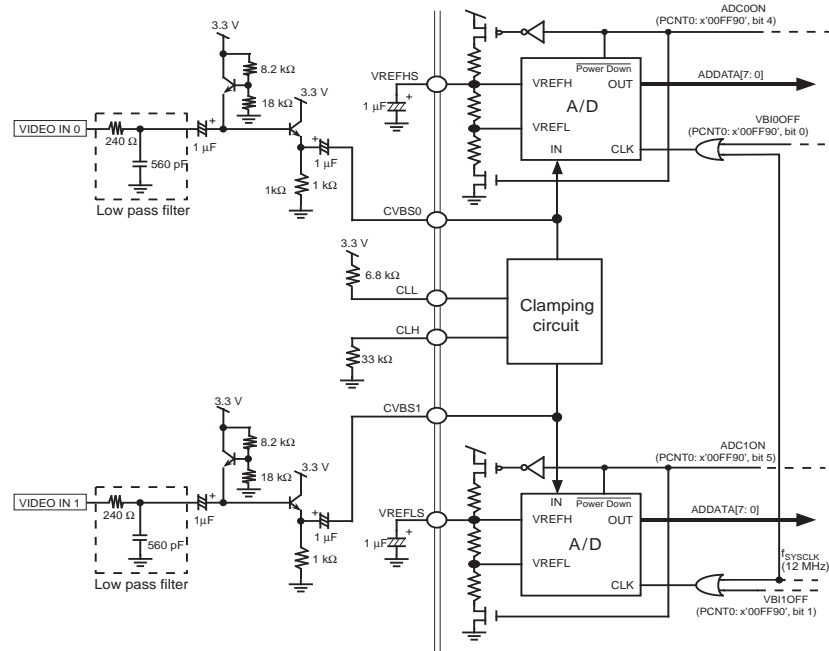 ADC0ON
(PCNT0: x'00FF90', bit 4)
3.3 V
8.2 kΩ
18 kΩ
3.3 V
VREFHS
1 μF
+
VREFH
VREFL
Power Down
OUT
A/D
IN
CLK
ADDATA[7: 0]
VBI0OFF
(PCNT0: x'00FF90', bit 0)
VIDEO IN 0
240 Ω
560 pF
Low pass filter
+
1 μF
+
1 μF
1kΩ
1 kΩ
CVBS0
3.3 V
6.8 kΩ
CLL
CLH
33 kΩ
Clamping
circuit
3.3 V
8.2 kΩ
18 kΩ
3.3 V
CVBS1
ADC1ON
(PCNT0: x'00FF90', bit 5)
VIDEO IN 1
240 Ω
560 pF
Low pass filter
+
1μF
+
1 μF
1 kΩ
VREFLS
1 μF
+
IN
Power Down
VREFH
OUT
A/D
VREFL
CLK
ADDATA[7: 0]
fSYSCLK
(12 MHz)
VBI1OFF
(PCNT0: x'00FF90', bit 1)